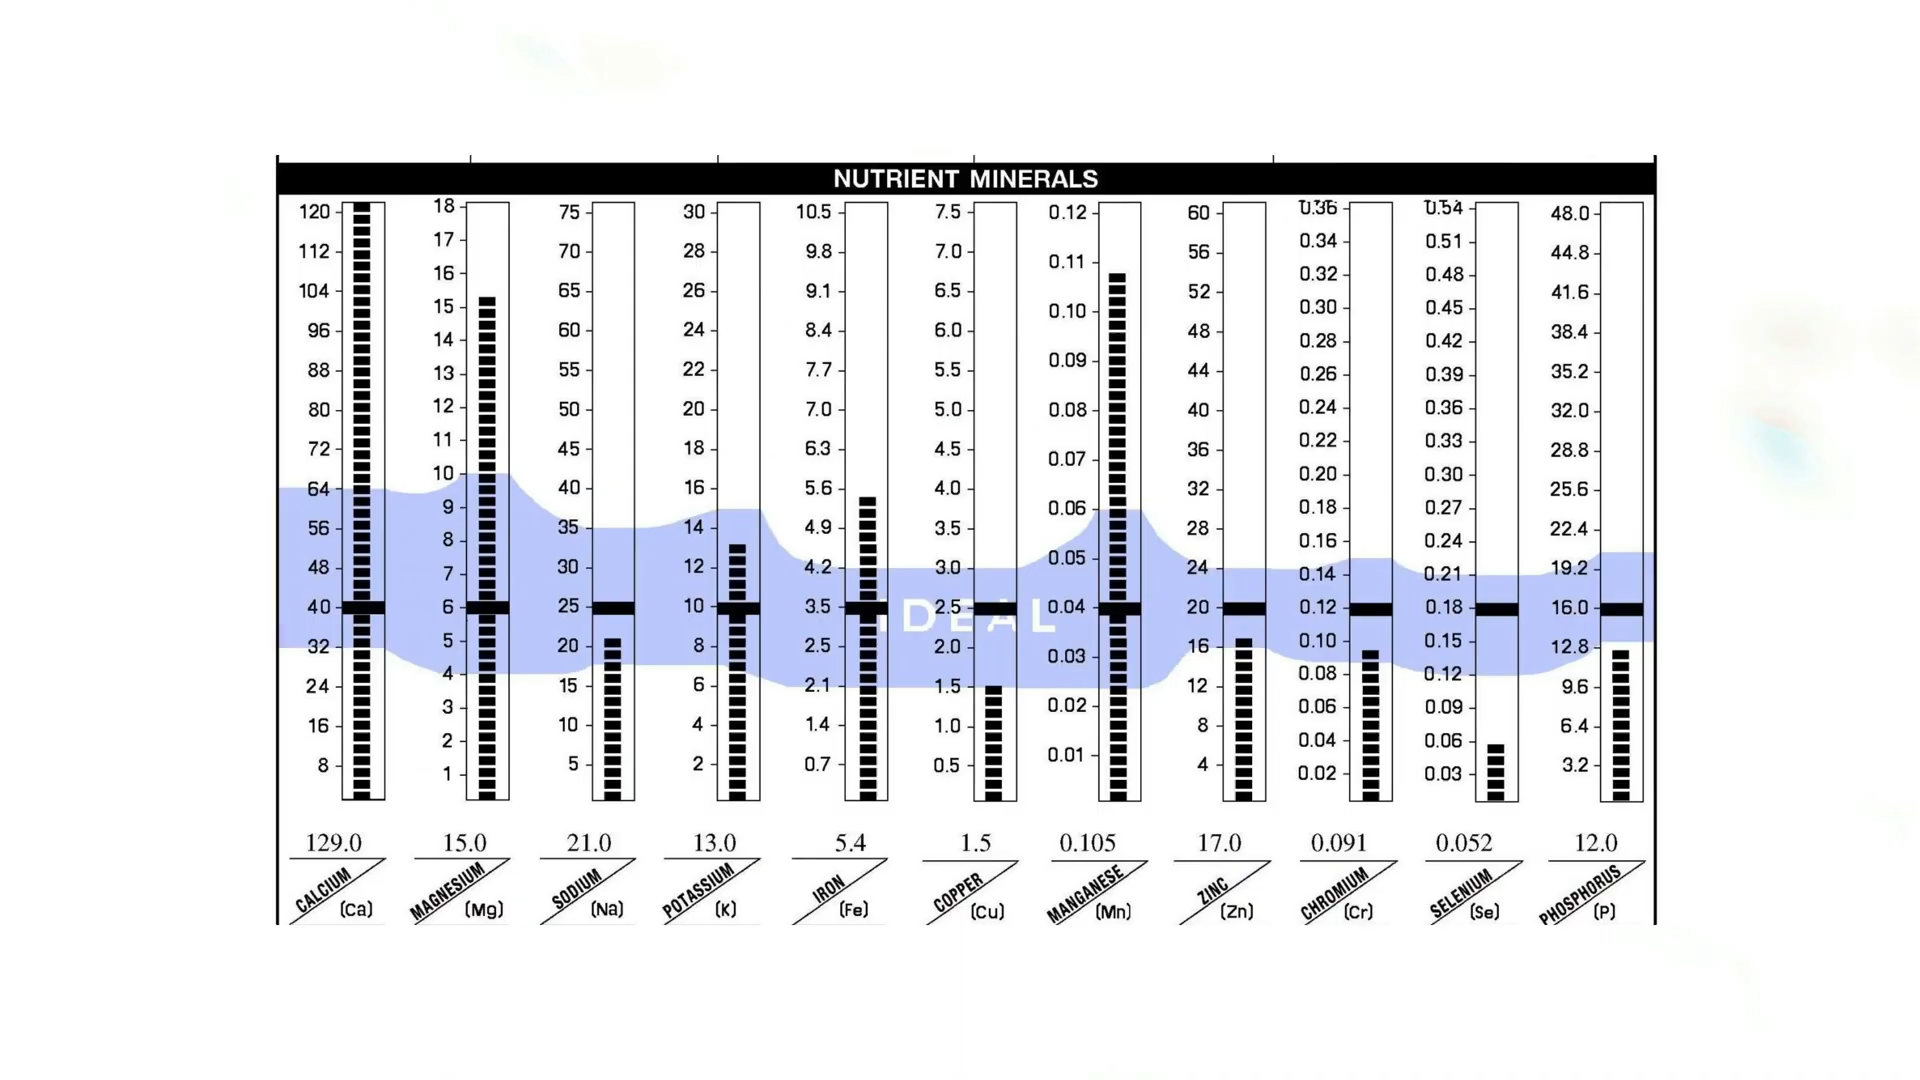 NUTRIENT MINERALS
120 18 75 30 10.5 7.5 0.12 60 0.36 0.54 48.0
112 17 70 28 9.8 7.0 0.11 56 0.34 0.51 44.8
104 16 65 26 9.1 6.5 0.10 52 0.32 0.48 41.6
96 15 60 24 8.4 6.0 0.09 48 0.30 0.45 38.4
88 14 55 22 7.7 5.5 0.08 44 0.28 0.42 35.2
80 13 50 20 7.0 5.0 0.07 40 0.26 0.39 32.0
72 12 45 18 6.3 4.5 0.06 36 0.24 0.36 28.8
64 11 40 16 5.6 4.0 0.05 32 0.22 0.33 25.6
56 10 35 14 4.9 3.5 0.04 28 0.20 0.30 22.4
48 9 30 12 4.2 3.0 0.03 24 0.18 0.27 19.2
40 8 25 10 3.5 2.5 0.02 20 0.16 0.24 16.0
32 7 20 8 2.5 2.0 0.01 16 0.14 0.21 12.8
24 6 15 6 2.1 1.5 12 0.12 0.18 9.6
16 5 10 4 1.4 1.0 8 0.10 0.15 6.4
8 4 5 2 0.7 0.5 4 0.08 0.12 3.2
3 0.06 0.09
2 0.04 0.06
1 0.02 0.03
IDEAL
129.0 15.0 21.0 13.0 5.4 1.5 0.105 17.0 0.091 0.052 12.0
CALCIUM MAGNESIUM SODIUM POTASSIUM IRON COPPER MANGANESE ZINC CHROMIUM SELENIUM PHOSPHORUS
(Ca) (Mg) (Na) (K) (Fe) (Cu) (Mn) (Zn) (Cr) (Se) (P)